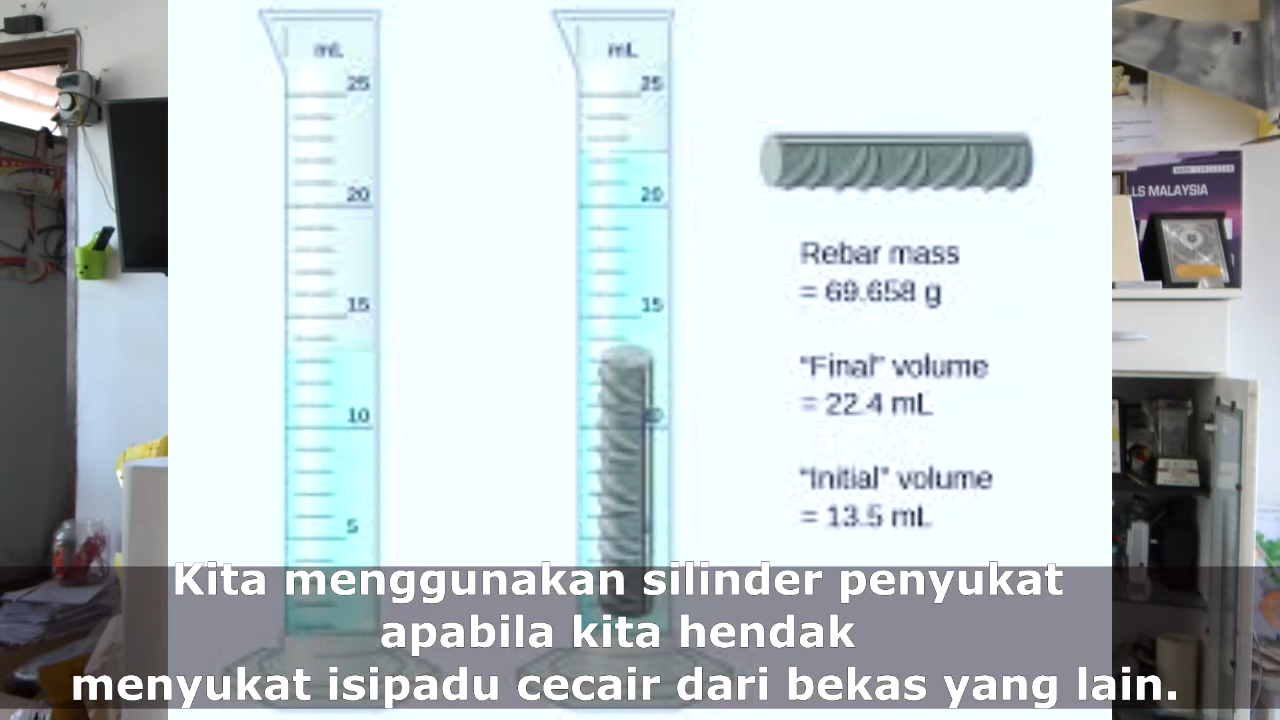 mL
25
20
15
10
5
mL
25
20
15
Rebar mass
= 69.658 g
"Final" volume
= 22.4 mL
"Initial" volume
= 13.5 mL
LS MALAYSIA
Kita menggunakan silinder penyukat
apabila kita hendak
menyukat isipadu cecair dari bekas yang lain.